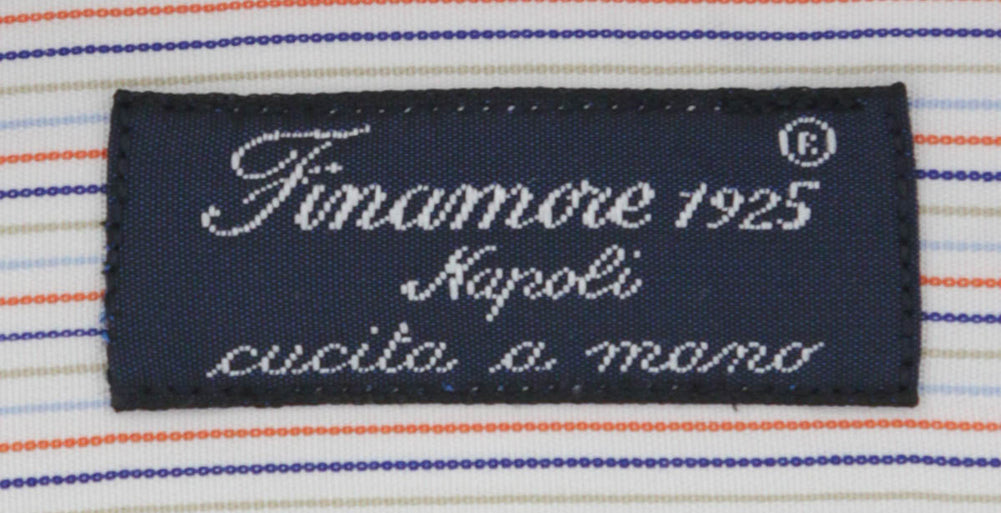 Finamore 1925 ®
Napoli
cucita a mano